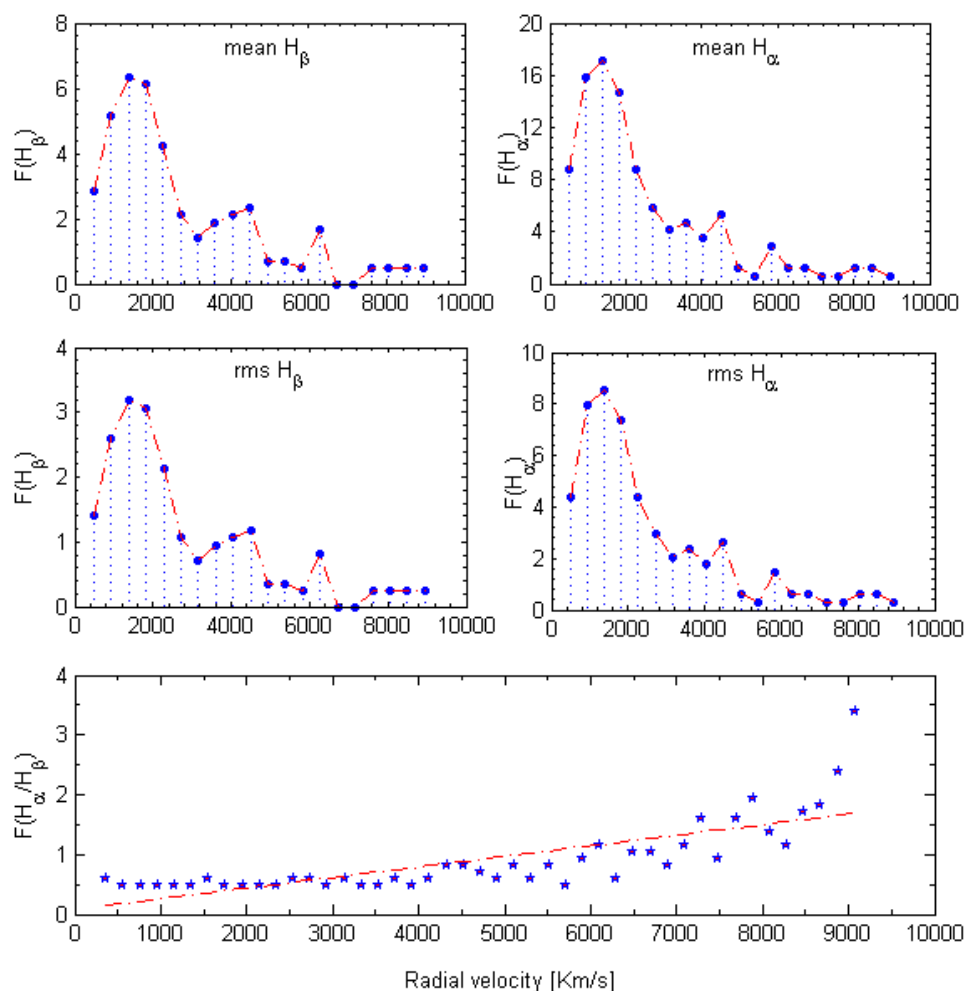 mean Hβ
F(Hβ)
8
6
4
2
0
0 2000 4000 6000 8000 10000
mean Hα
F(Hα)
20
16
12
8
4
0
2000 4000 6000 8000 10000
rms Hβ
F(Hβ)
4
3
2
1
0
0 2000 4000 6000 8000 10000
rms Hα
F(Hα)
10
8
6
4
2
0
2000 4000 6000 8000 10000
F(Hα/Hβ)
4
3
2
1
0
0 1000 2000 3000 4000 5000 6000 7000 8000 9000 10000
Radial velocity [Km/s]